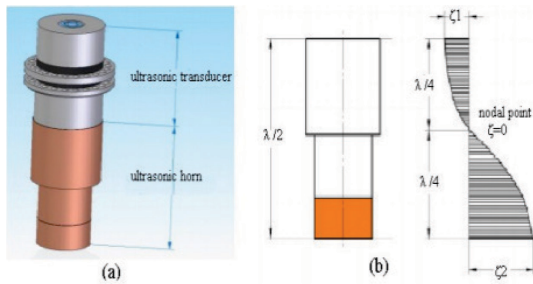 ultrasonic transducer
ultrasonic horn
(a)
λ/2
λ/4
λ/4
ζ1
nodal point
ζ=0
ζ2
(b)